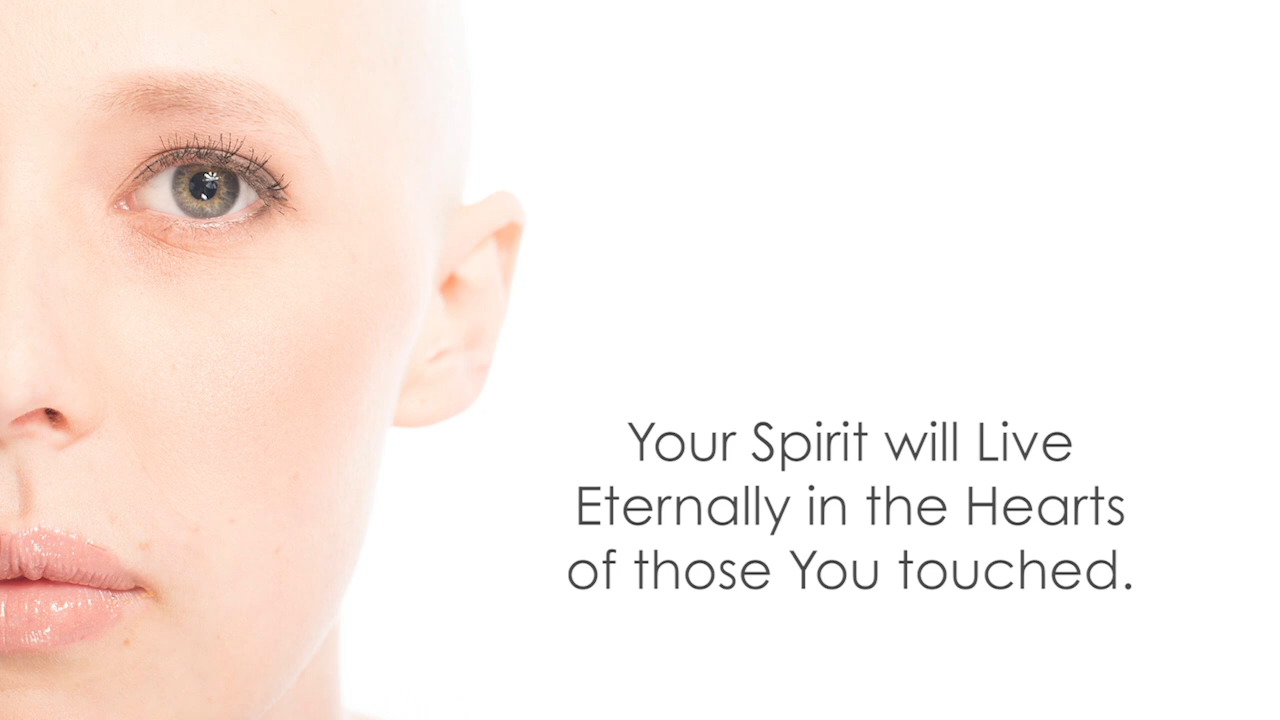 Your Spirit will Live
Eternally in the Hearts
of those You touched.